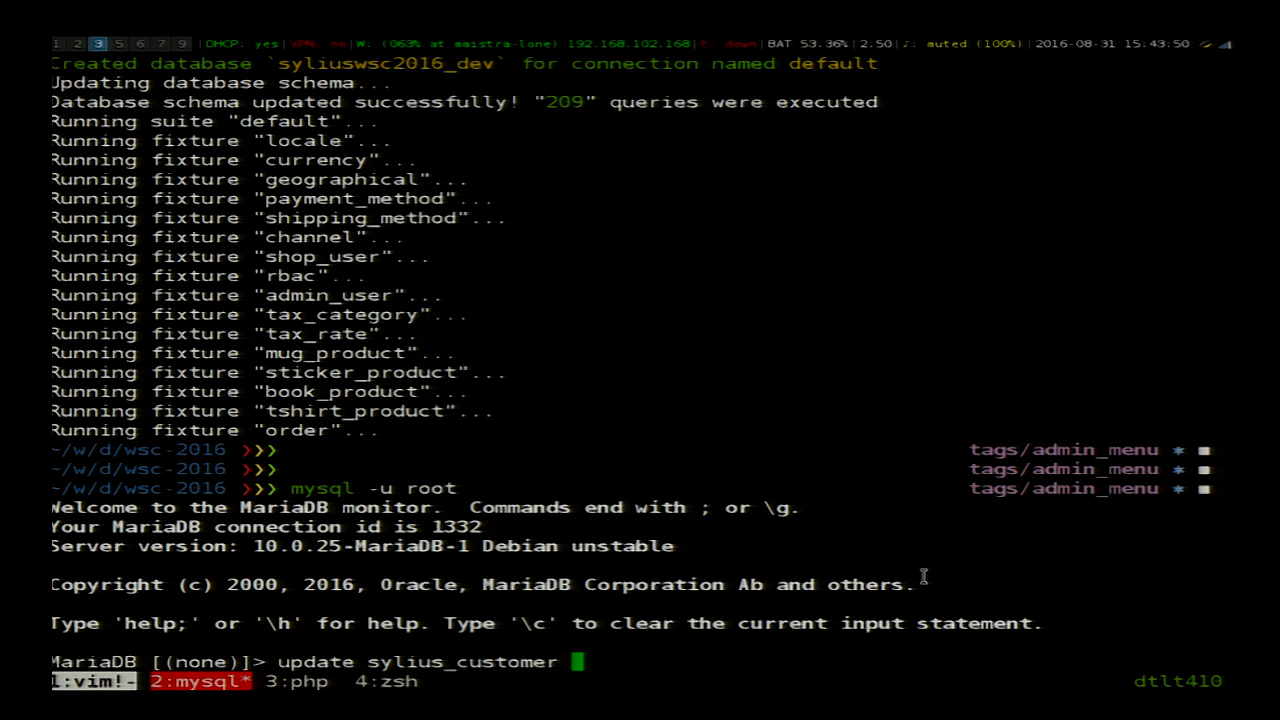 1 2 3 5 6 7 9 DHCP: yes|VPN: no|W: (063% at maistra-lone) 192.168.102.168|E: down|BAT 53.36%|2.50|♪: muted (100%)|2016-08-31 15:43:50
Created database `syliuswsc2016_dev` for connection named default
Updating database schema...
Database schema updated successfully! "209" queries were executed
Running suite "default"...
Running fixture "locale"...
Running fixture "currency"...
Running fixture "geographical"...
Running fixture "payment_method"...
Running fixture "shipping_method"...
Running fixture "channel"...
Running fixture "shop_user"...
Running fixture "rbac"...
Running fixture "admin_user"...
Running fixture "tax_category"...
Running fixture "tax_rate"...
Running fixture "mug_product"...
Running fixture "sticker_product"...
Running fixture "book_product"...
Running fixture "tshirt_product"...
Running fixture "order"...
~/w/d/wsc-2016 ❯❯❯ tags/admin_menu * ■
~/w/d/wsc-2016 ❯❯❯ tags/admin_menu * ■
~/w/d/wsc-2016 ❯❯❯ mysql -u root tags/admin_menu * ■
Welcome to the MariaDB monitor.  Commands end with ; or \g.
Your MariaDB connection id is 1332
Server version: 10.0.25-MariaDB-1 Debian unstable
Copyright (c) 2000, 2016, Oracle, MariaDB Corporation Ab and others.
Type 'help;' or '\h' for help. Type '\c' to clear the current input statement.
MariaDB [(none)]> update sylius_customer
1:vim!- 2:mysql* 3:php 4:zsh dtlt410